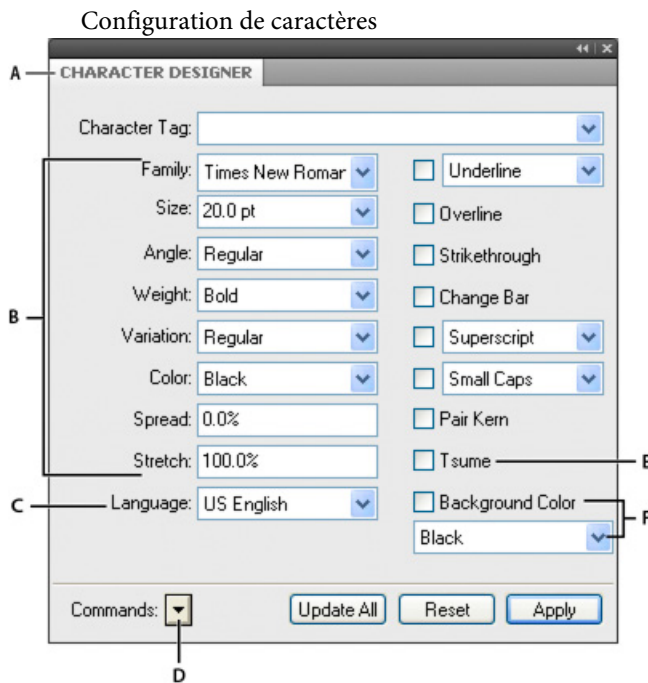 Configuration de caractères
A
CHARACTER DESIGNER
Character Tag:
B
Family: Times New Roman
Size: 20.0 pt
Angle: Regular
Weight: Bold
Variation: Regular
Color: Black
Spread: 0.0%
Stretch: 100.0%
C
Language: US English
Underline
Overline
Strikethrough
Change Bar
Superscript
Small Caps
Pair Kern
Tsume
E
Background Color
F
Black
Commands:
Update All
Reset
Apply
D